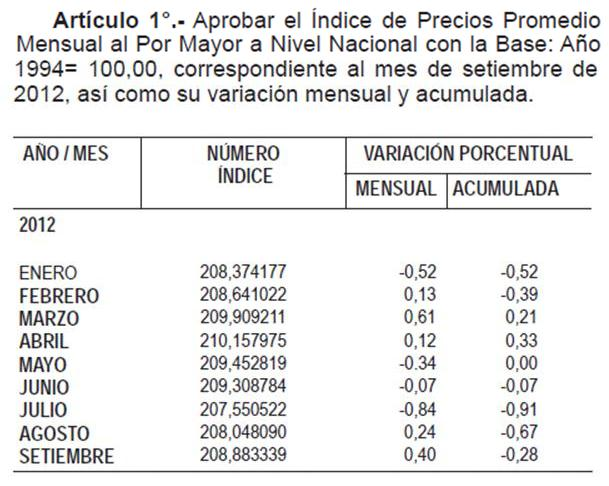 Artículo 1°.- Aprobar el Índice de Precios Promedio
Mensual al Por Mayor a Nivel Nacional con la Base: Año
1994= 100,00, correspondiente al mes de setiembre de
2012, así como su variación mensual y acumulada.
AÑO / MES NÚMERO ÍNDICE VARIACIÓN PORCENTUAL
MENSUAL ACUMULADA
2012
ENERO 208,374177 -0,52 -0,52
FEBRERO 208,641022 0,13 -0,39
MARZO 209,909211 0,61 0,21
ABRIL 210,157975 0,12 0,33
MAYO 209,452819 -0.34 0,00
JUNIO 209,308784 -0,07 -0,07
JULIO 207,550522 -0,84 -0,91
AGOSTO 208,048090 0,24 -0,67
SETIEMBRE 208,883339 0,40 -0,28